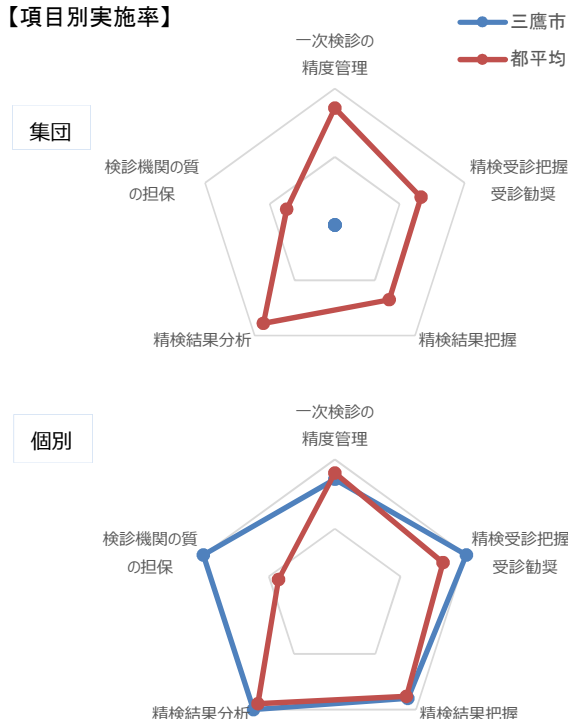 【項目別実施率】
三鷹市
都平均
集団
一次検診の
精度管理
精検受診把握
受診勧奨
精検結果把握
精検結果分析
検診機関の質
の担保
個別
一次検診の
精度管理
精検受診把握
受診勧奨
精検結果把握
精検結果分析
検診機関の質
の担保